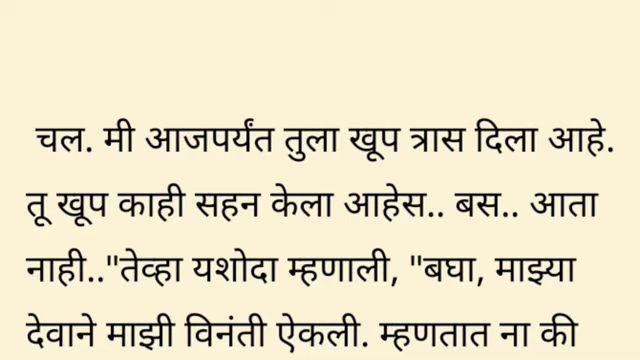 चल. मी आजपर्यंत तुला खूप त्रास दिला आहे.
तू खूप काही सहन केला आहेस.. बस.. आता
नाही.."तेव्हा यशोदा म्हणाली, "बघा, माझ्या
देवाने माझी विनंती ऐकली. म्हणतात ना की